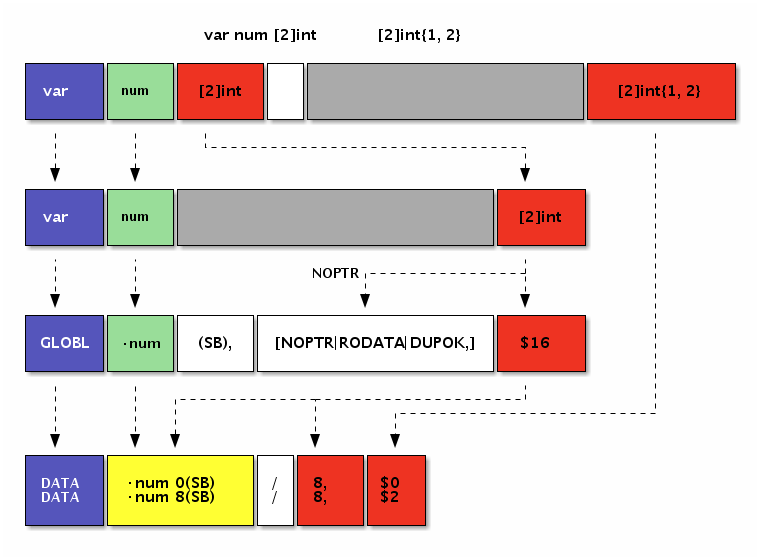 var num [2]int [2]int{1, 2}
var num [2]int [2]int{1, 2}
var num [2]int
NOPTR
GLOBL ·num (SB), [NOPTR|RODATA|DUPOK,] $16
DATA ·num 0(SB) / 8, $0
DATA ·num 8(SB) / 8, $2